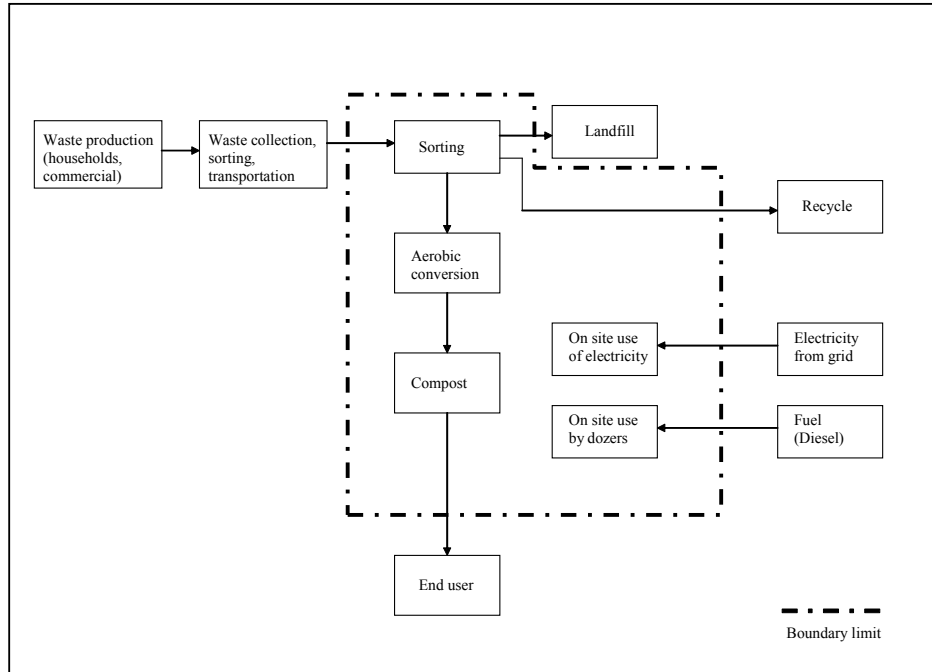 Waste production
(households,
commercial)
Waste collection,
sorting,
transportation
Sorting
Landfill
Recycle
Aerobic
conversion
On site use
of electricity
Electricity
from grid
Compost
On site use
by dozers
Fuel
(Diesel)
End user
Boundary limit